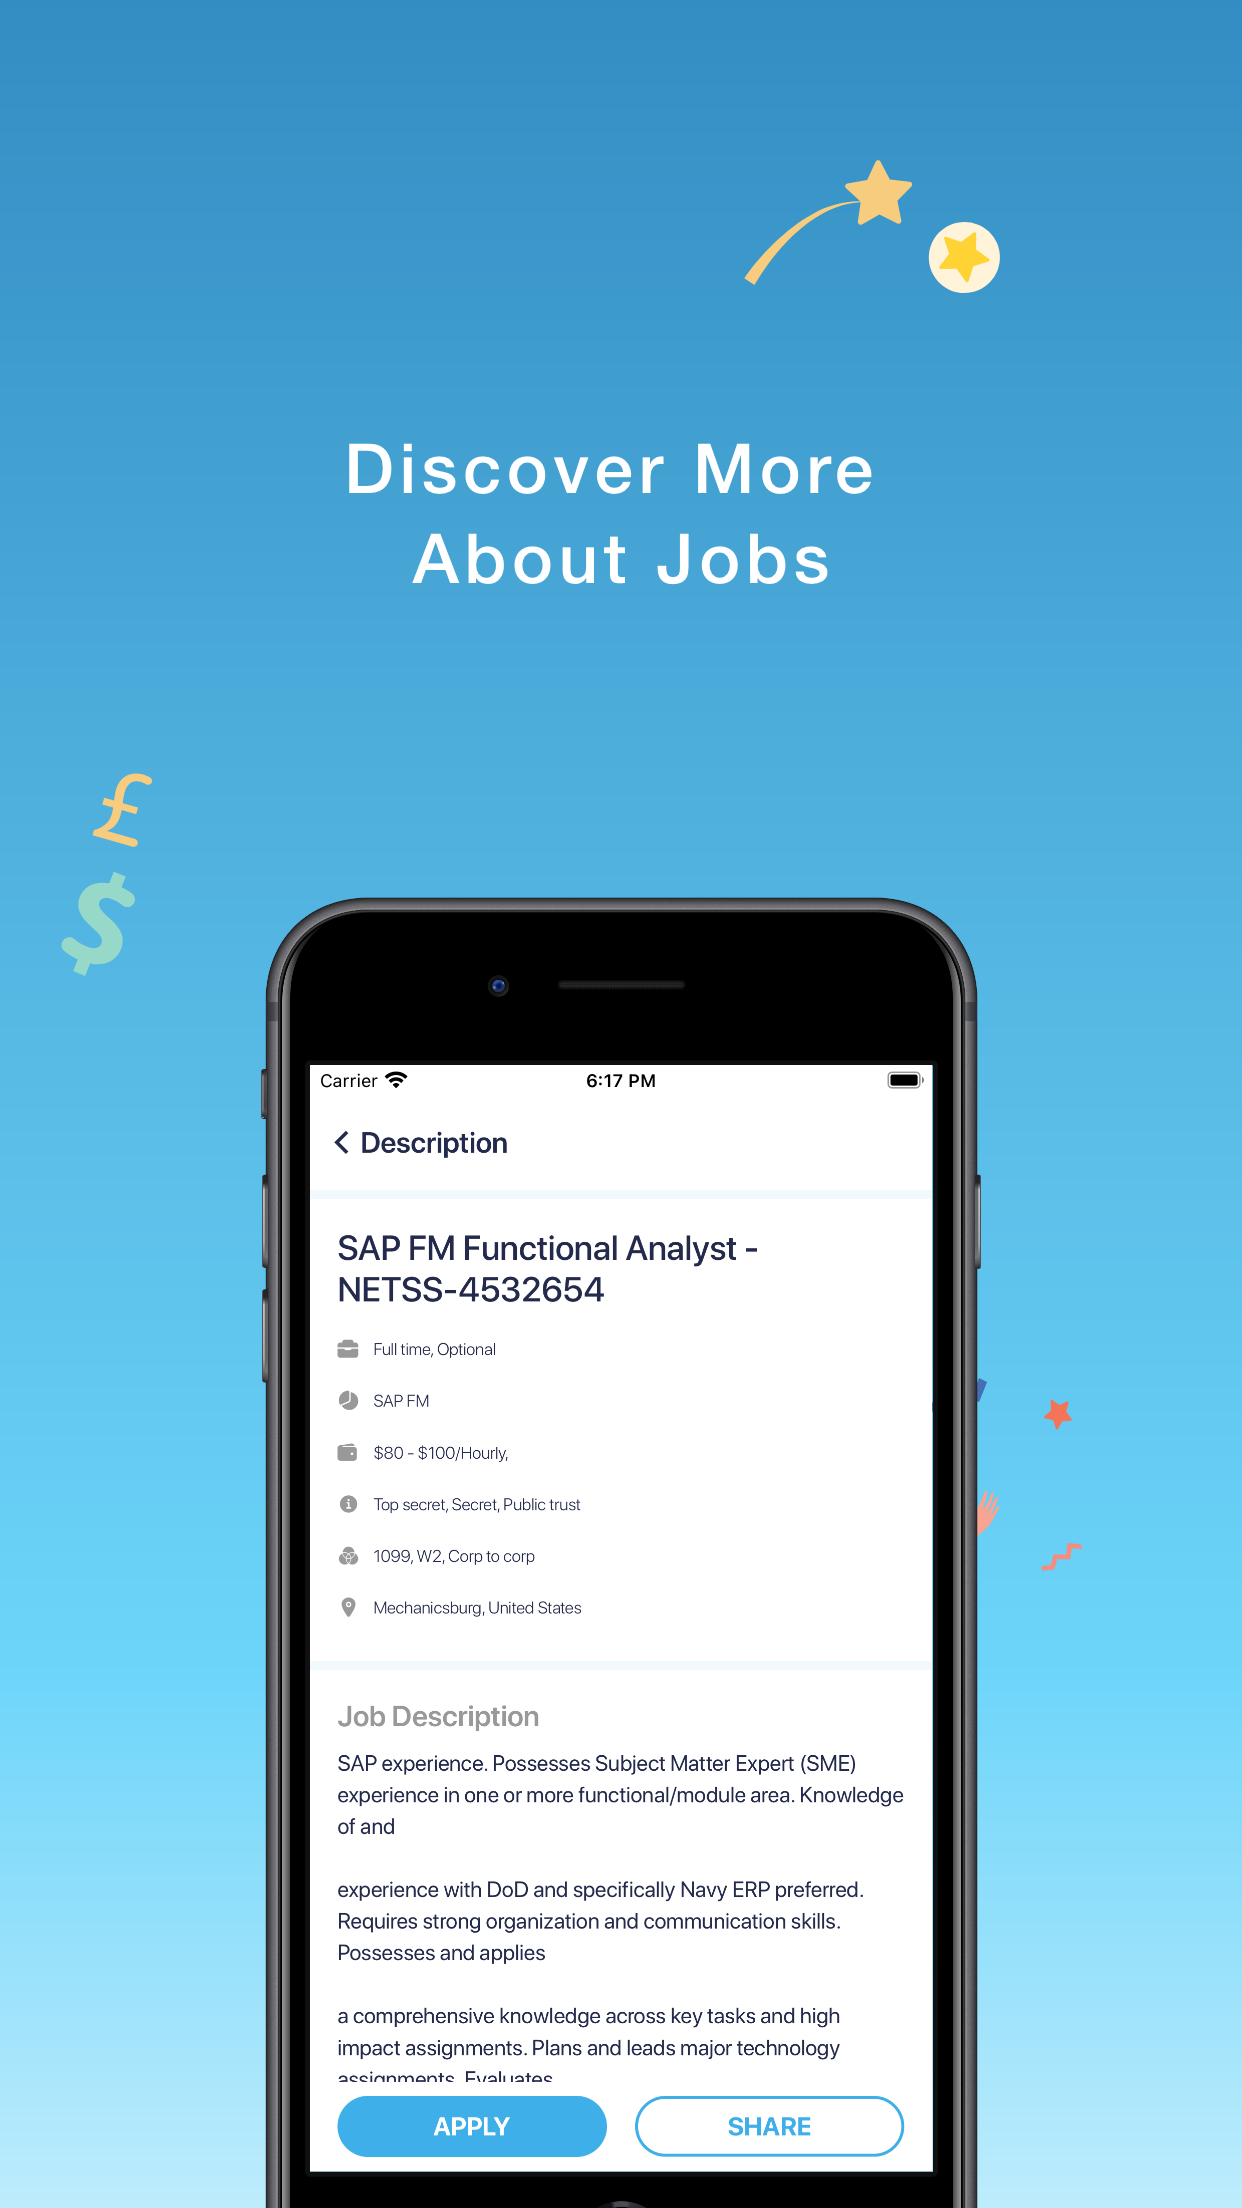 Discover More
About Jobs
£
$
Carrier 6:17 PM
Description
SAP FM Functional Analyst -
NETSS-4532654
Full time, Optional
SAP FM
$80 - $100/Hourly,
Top secret, Secret, Public trust
1099, W2, Corp to corp
Mechanicsburg, United States
Job Description
SAP experience. Possesses Subject Matter Expert (SME)
experience in one or more functional/module area. Knowledge
of and
experience with DoD and specifically Navy ERP preferred.
Requires strong organization and communication skills.
Possesses and applies
a comprehensive knowledge across key tasks and high
impact assignments. Plans and leads major technology
assignments. Evaluates
APPLY SHARE